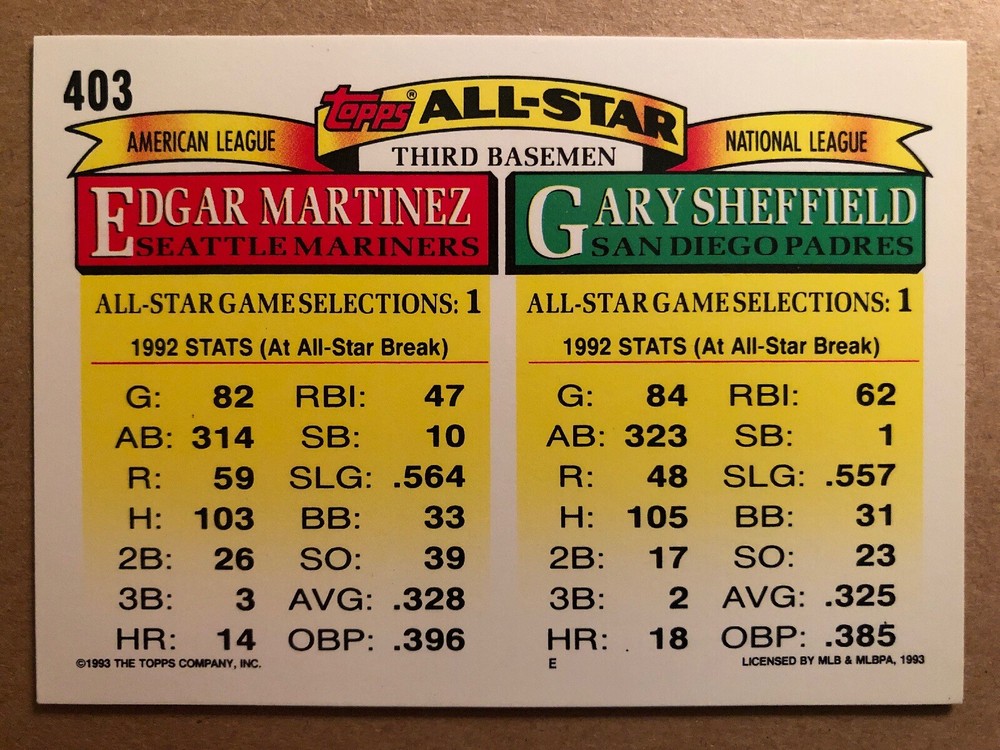 403
topps® ALL-STAR
AMERICAN LEAGUE
NATIONAL LEAGUE
THIRD BASEMEN
EDGAR MARTINEZ
SEATTLE MARINERS
ALL-STAR GAME SELECTIONS: 1
1992 STATS (At All-Star Break)
G: 82 RBI: 47
AB: 314 SB: 10
R: 59 SLG: .564
H: 103 BB: 33
2B: 26 SO: 39
3B: 3 AVG: .328
HR: 14 OBP: .396
©1993 THE TOPPS COMPANY, INC.
GARY SHEFFIELD
SAN DIEGO PADRES
ALL-STAR GAME SELECTIONS: 1
1992 STATS (At All-Star Break)
G: 84 RBI: 62
AB: 323 SB: 1
R: 48 SLG: .557
H: 105 BB: 31
2B: 17 SO: 23
3B: 2 AVG: .325
HR: 18 OBP: .385
E
LICENSED BY MLB & MLBPA, 1993